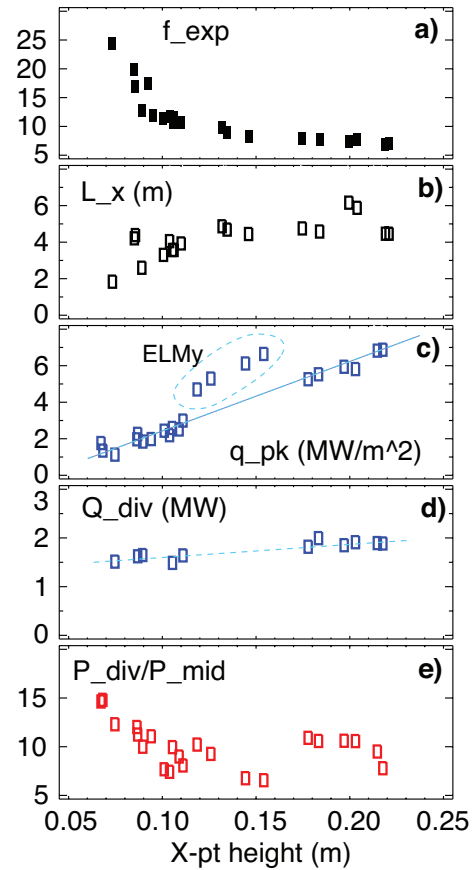 f_exp a)
25
20
15
10
5
L_x (m) b)
6
4
2
0
ELMy c)
6
4
2
q_pk (MW/m^2)
0
3
Q_div (MW) d)
2
1
0
P_div/P_mid e)
15
10
5
0.05 0.10 0.15 0.20 0.25
X-pt height (m)